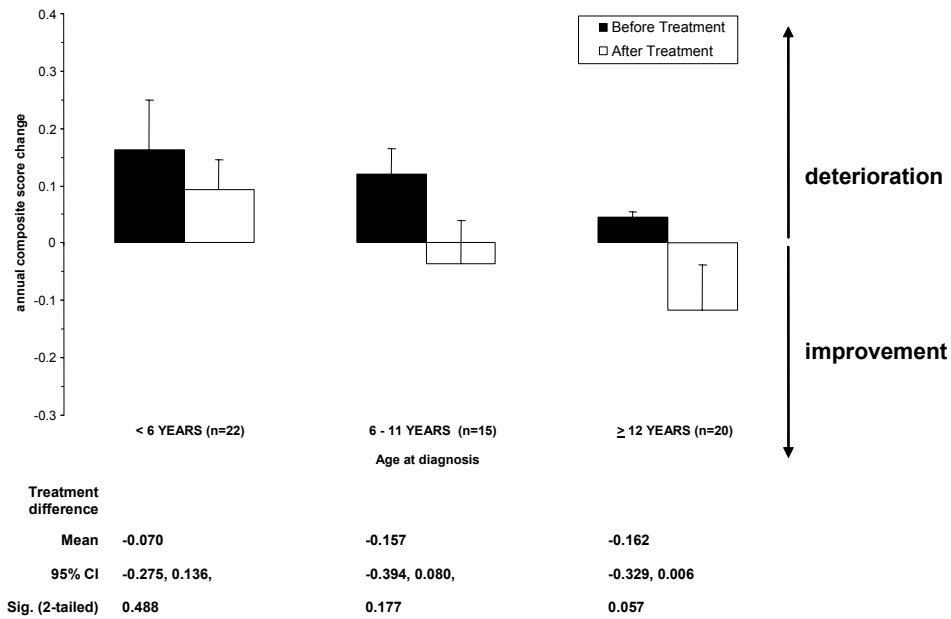 0.4
0.3
0.2
0.1
0
-0.1
-0.2
-0.3
annual composite score change
Before Treatment
After Treatment
deterioration
improvement
< 6 YEARS (n=22)
6 - 11 YEARS (n=15)
> 12 YEARS (n=20)
Age at diagnosis
Treatment
difference
Mean -0.070 -0.157 -0.162
95% CI -0.275, 0.136, -0.394, 0.080, -0.329, 0.006
Sig. (2-tailed) 0.488 0.177 0.057